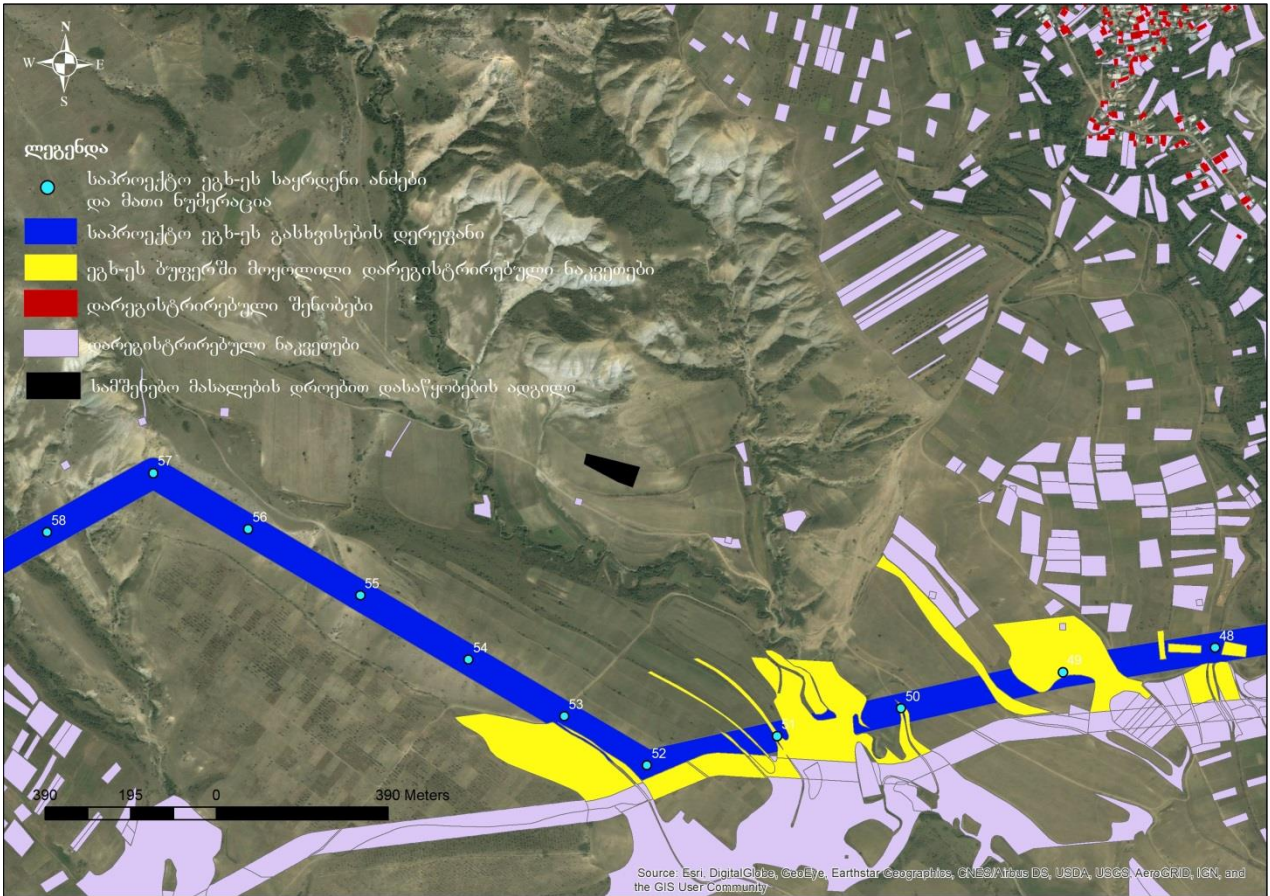 N
W E
S
ლეგენდა
საპროექტო ეგხ-ეს საყრდენი ანძები
და მათი ნუმერაცია
საპროექტო ეგხ-ეს გასხვისების დერეფანი
ეგხ-ეს ბუფერში მოყოლილი დარეგისტრირებული ნაკვეთები
დარეგისტრირებული შენობები
დარეგისტრირებული ნაკვეთები
სამშენებო მასალების დროებით დასაწყობების ადგილი
57
58
56
55
54
53
52
51
50
49
48
390 195 0 390 Meters
Source: Esri, DigitalGlobe, GeoEye, Earthstar Geographics, CNES/Airbus DS, USDA, USGS, AeroGRID, IGN, and
the GIS User Community